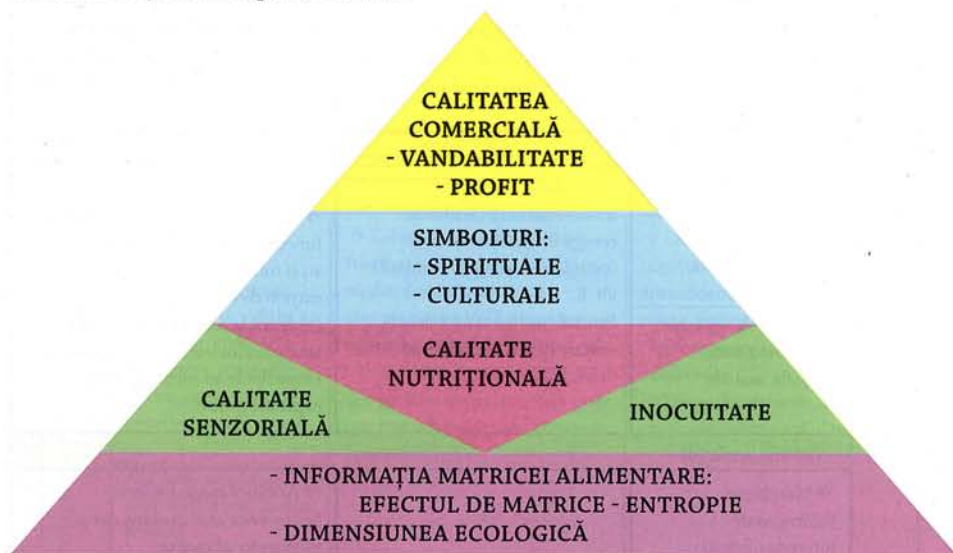 CALITATEA
COMERCIALĂ
- VANDABILITATE
- PROFIT
SIMBOLURI:
- SPIRITUALE
- CULTURALE
CALITATE
NUTRIȚIONALĂ
CALITATE
SENZORIALĂ
INOCUITATE
- INFORMAȚIA MATRICEI ALIMENTARE:
EFECTUL DE MATRICE - ENTROPIE
- DIMENSIUNEA ECOLOGICĂ